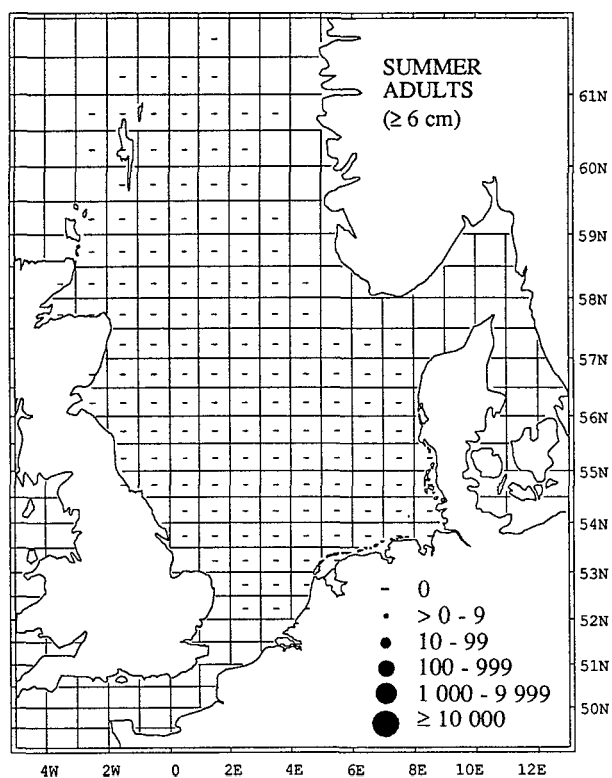 SUMMER
ADULTS
(≥ 6 cm)
61N
60N
59N
58N
57N
56N
55N
54N
53N
52N
51N
50N
- 0
> 0 - 9
10 - 99
100 - 999
1 000 - 9 999
≥ 10 000
4W 2W 0 2E 4E 6E 8E 10E 12E